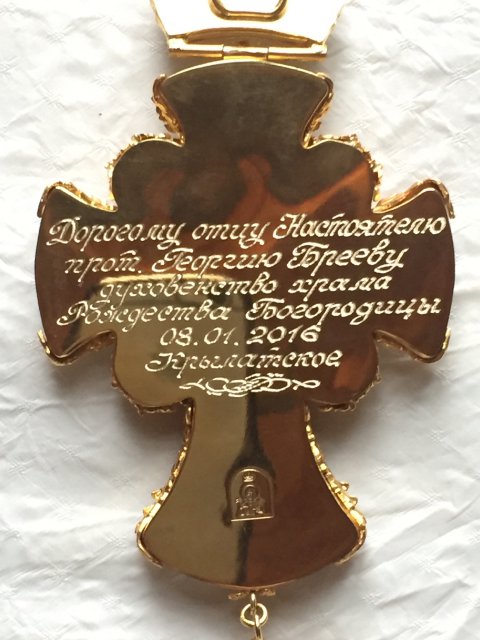 Дорогому отцу Настоятелю
прот. Георгию Брееву
духовенство храма
Рождества Богородицы
08.01.2016
Крылатское